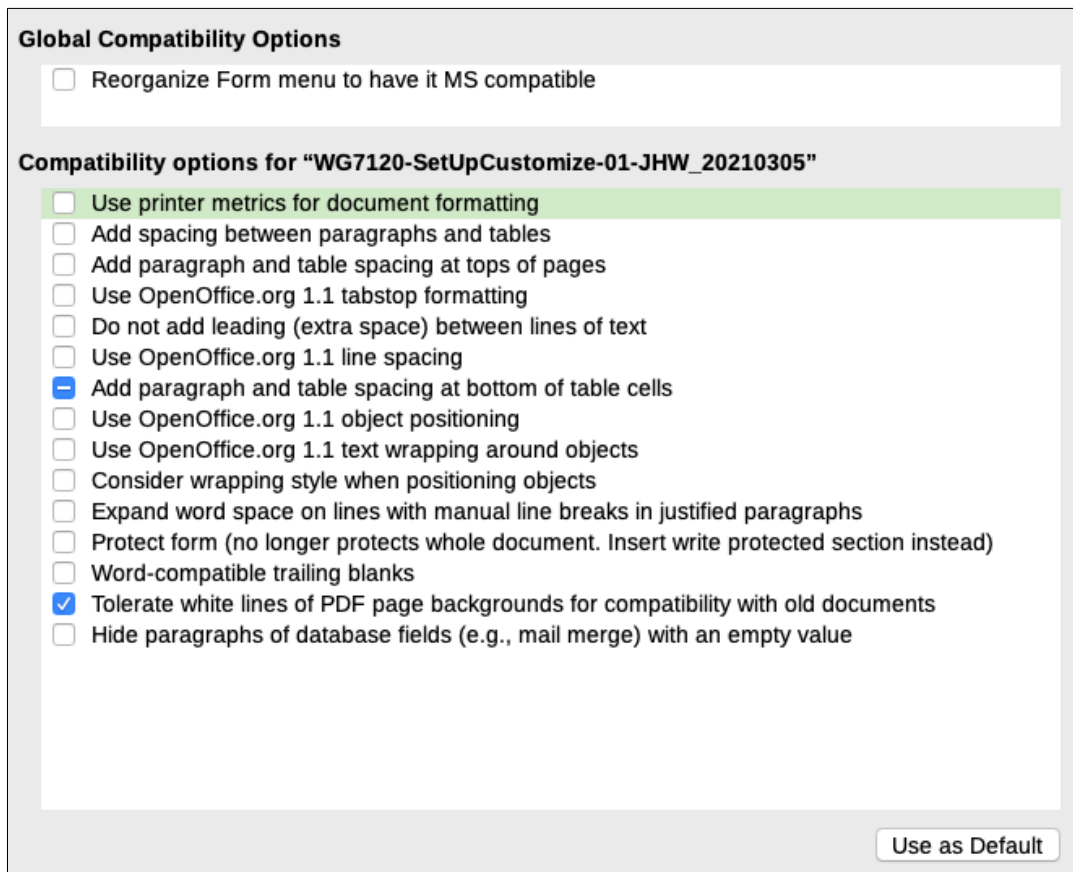 Global Compatibility Options
Reorganize Form menu to have it MS compatible
Compatibility options for “WG7120-SetUpCustomize-01-JHW_20210305”
Use printer metrics for document formatting
Add spacing between paragraphs and tables
Add paragraph and table spacing at tops of pages
Use OpenOffice.org 1.1 tabstop formatting
Do not add leading (extra space) between lines of text
Use OpenOffice.org 1.1 line spacing
Add paragraph and table spacing at bottom of table cells
Use OpenOffice.org 1.1 object positioning
Use OpenOffice.org 1.1 text wrapping around objects
Consider wrapping style when positioning objects
Expand word space on lines with manual line breaks in justified paragraphs
Protect form (no longer protects whole document. Insert write protected section instead)
Word-compatible trailing blanks
Tolerate white lines of PDF page backgrounds for compatibility with old documents
Hide paragraphs of database fields (e.g., mail merge) with an empty value
Use as Default